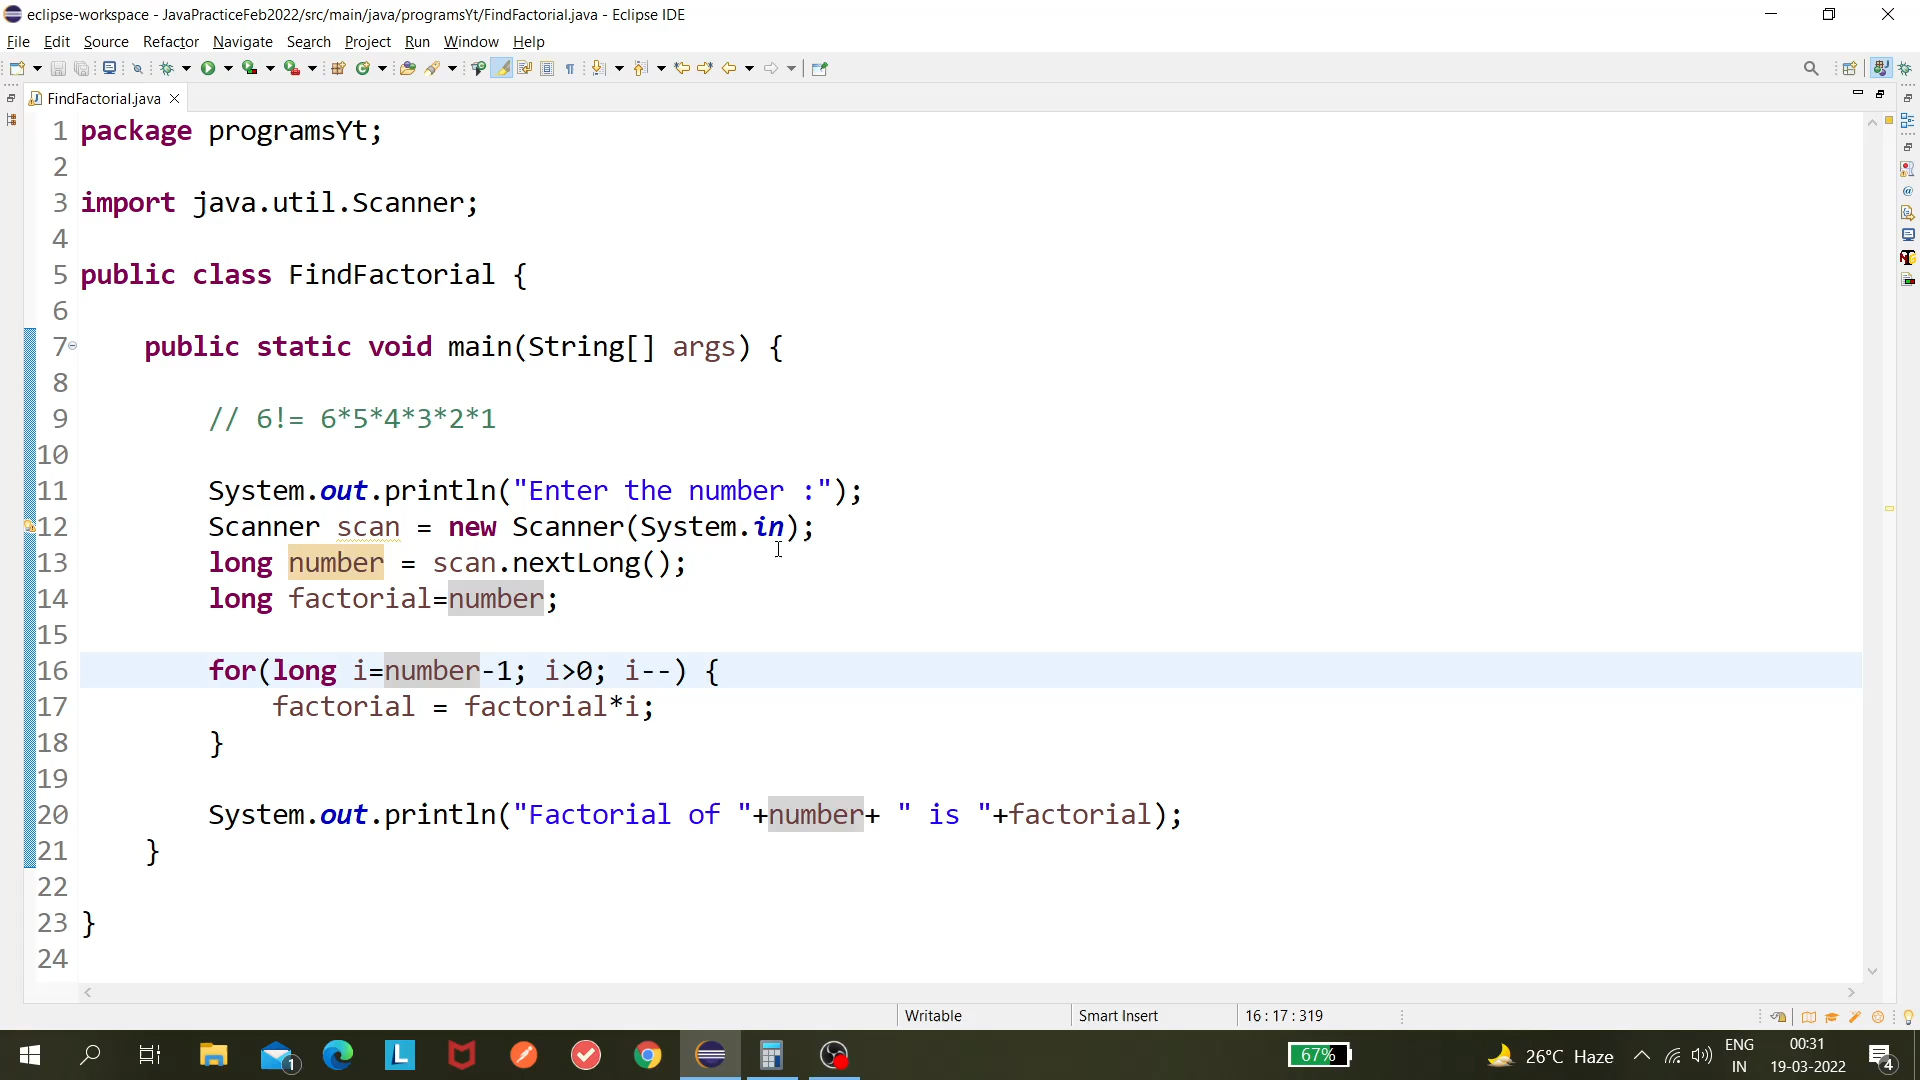 eclipse-workspace - JavaPracticeFeb2022/src/main/java/programsYt/FindFactorial.java - Eclipse IDE
File Edit Source Refactor Navigate Search Project Run Window Help
FindFactorial.java
1 package programsYt;
2
3 import java.util.Scanner;
4
5 public class FindFactorial {
6
7 public static void main(String[] args) {
8
9 // 6!= 6*5*4*3*2*1
10
11 System.out.println("Enter the number :");
12 Scanner scan = new Scanner(System.in);
13 long number = scan.nextLong();
14 long factorial=number;
15
16 for(long i=number-1; i>0; i--) {
17 factorial = factorial*i;
18 }
19
20 System.out.println("Factorial of "+number+ " is "+factorial);
21 }
22
23 }
24
Writable Smart Insert 16 : 17 : 319
1 L 67% 26°C Haze ENG IN 00:31 19-03-2022 4